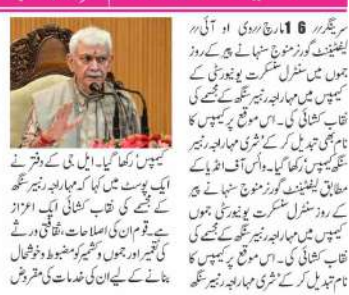 سرینگر// 16 مارچ// وی او آئی//
لیفٹیننٹ گورنر منوج سنہا نے پیر کے روز
جموں میں سنٹرل سنسکرت یونیورسٹی کے
کیمپس میں مہاراجہ رنبیر سنگھ کے مجسمے کی
نقاب کشائی کی۔ اس موقع پر کیمپس کا
نام بھی تبدیل کر کے ’شری مہاراجہ رنبیر
سنگھ کیمپس‘ رکھا گیا۔ وائس آف انڈیا کے
مطابق لیفٹیننٹ گورنر منوج سنہا نے پیر
کے روز سنٹرل سنسکرت یونیورسٹی جموں
کیمپس میں مہاراجہ رنبیر سنگھ کے مجسمے کی
نقاب کشائی کی۔ اس موقع پر کیمپس کا
نام تبدیل کر کے ’شری مہاراجہ رنبیر سنگھ
کیمپس‘ رکھا گیا۔ ایل جی کے دفتر نے
ایک پوسٹ میں کہا کہ مہاراجہ رنبیر سنگھ
کے مجسمے کی نقاب کشائی ایک اعزاز
ہے۔ قوم ان کی اصلاحات، ثقافتی ورثے
کی تعمیر اور جموں و کشمیر کو مضبوط و خوشحال
بنانے کے لیے ان کی خدمات کی مقروض